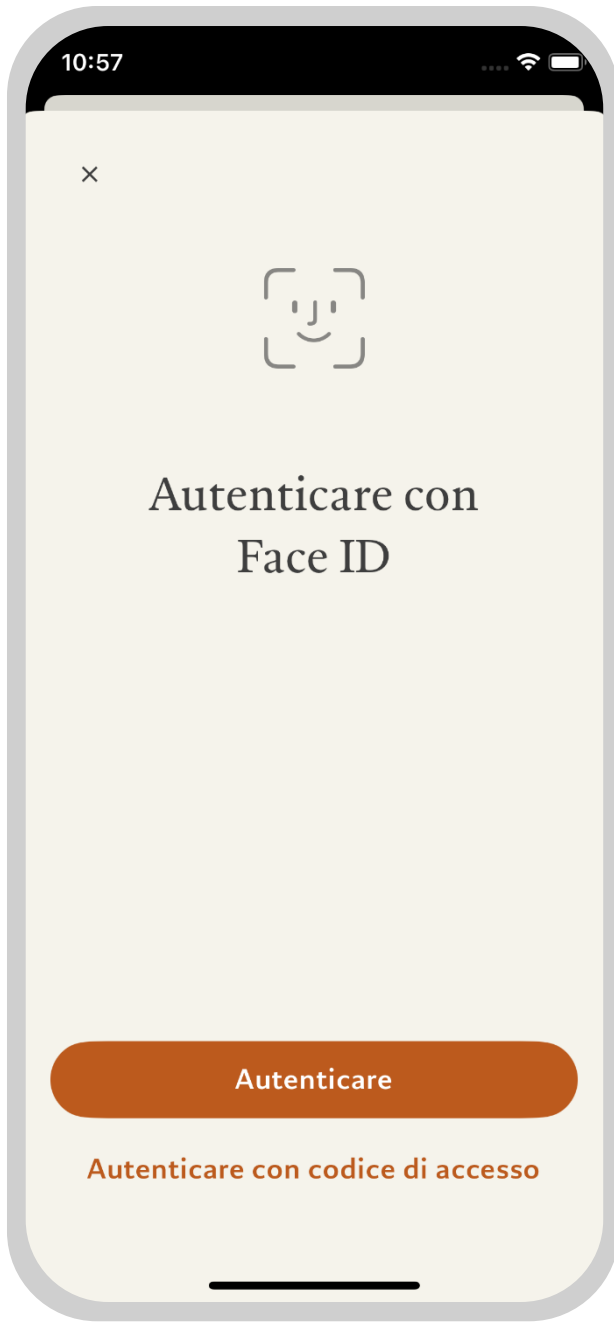 10:57
×
Autenticare con
Face ID
Autenticare
Autenticare con codice di accesso